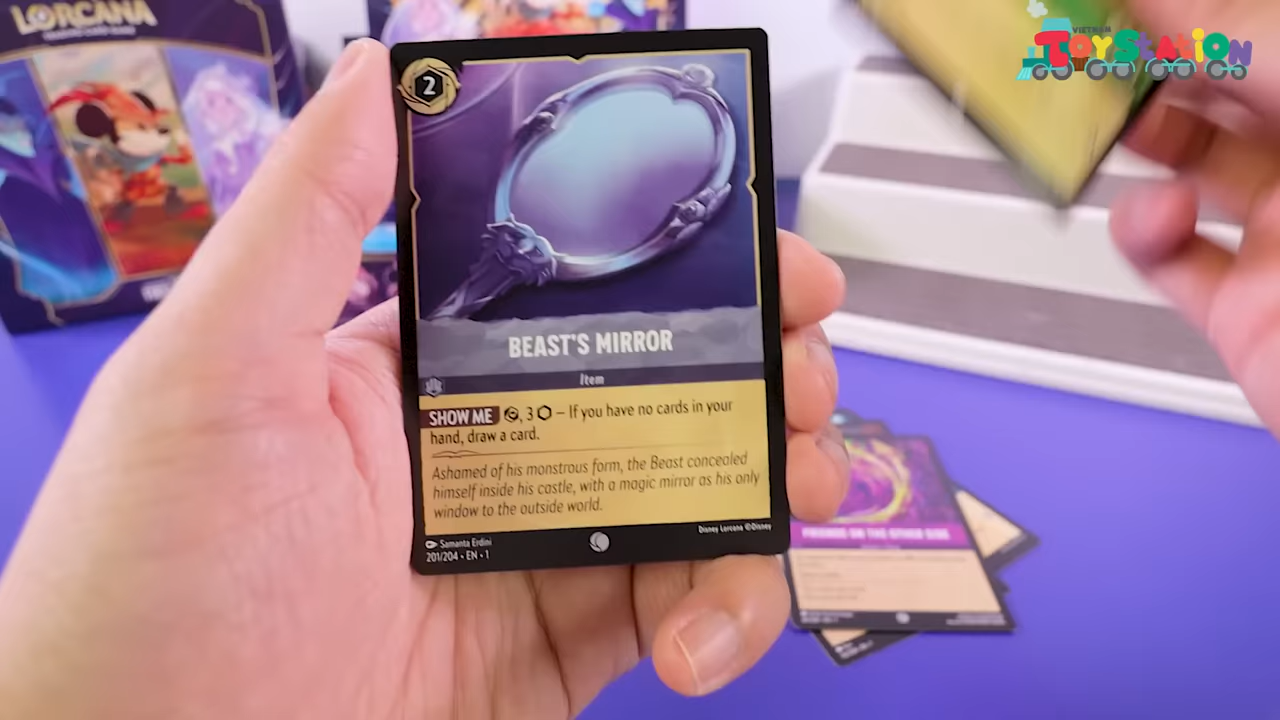 LORCANA
VIETNAM
TOYSTATION
2
BEAST'S MIRROR
Item
SHOW ME , 3 – If you have no cards in your
hand, draw a card.
Ashamed of his monstrous form, the Beast concealed
himself inside his castle, with a magic mirror as his only
window to the outside world.
Disney Lorcana ©Disney
Samanta Erdini
201/204 • EN • 1
FRIENDS ON THE OTHER SIDE